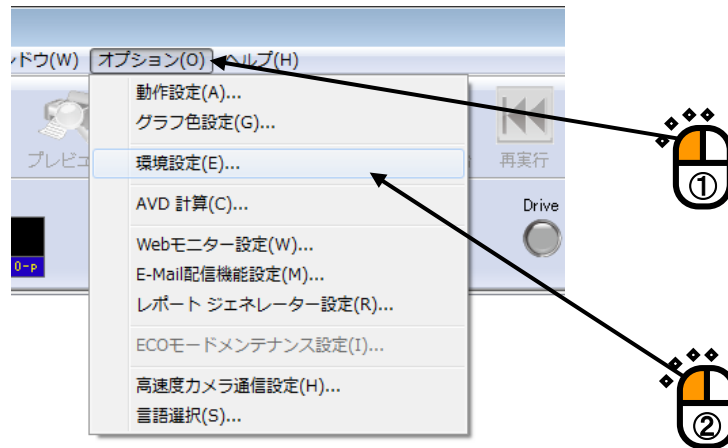 ンドウ(W) オプション(O) ヘルプ(H)
動作設定(A)...
グラフ色設定(G)...
プレビュ
環境設定(E)...
再実行
①
AVD 計算(C)...
Drive
Webモニター設定(W)...
0-p
E-Mail配信機能設定(M)...
レポート ジェネレーター設定(R)...
ECOモードメンテナンス設定(I)...
高速度カメラ通信設定(H)...
言語選択(S)...
②